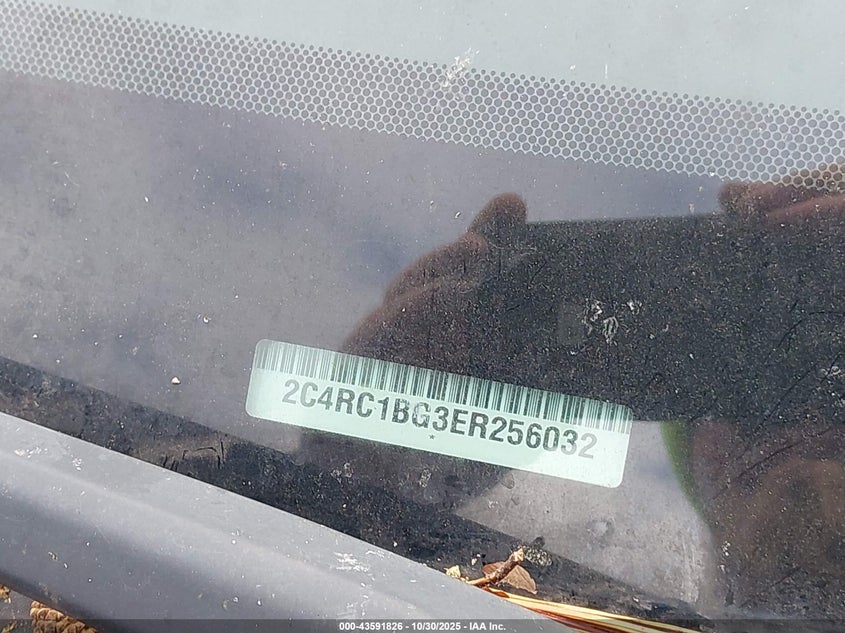 2C4RC1BG3ER256032
*
000-43591826 - 10/30/2025 - IAA Inc.